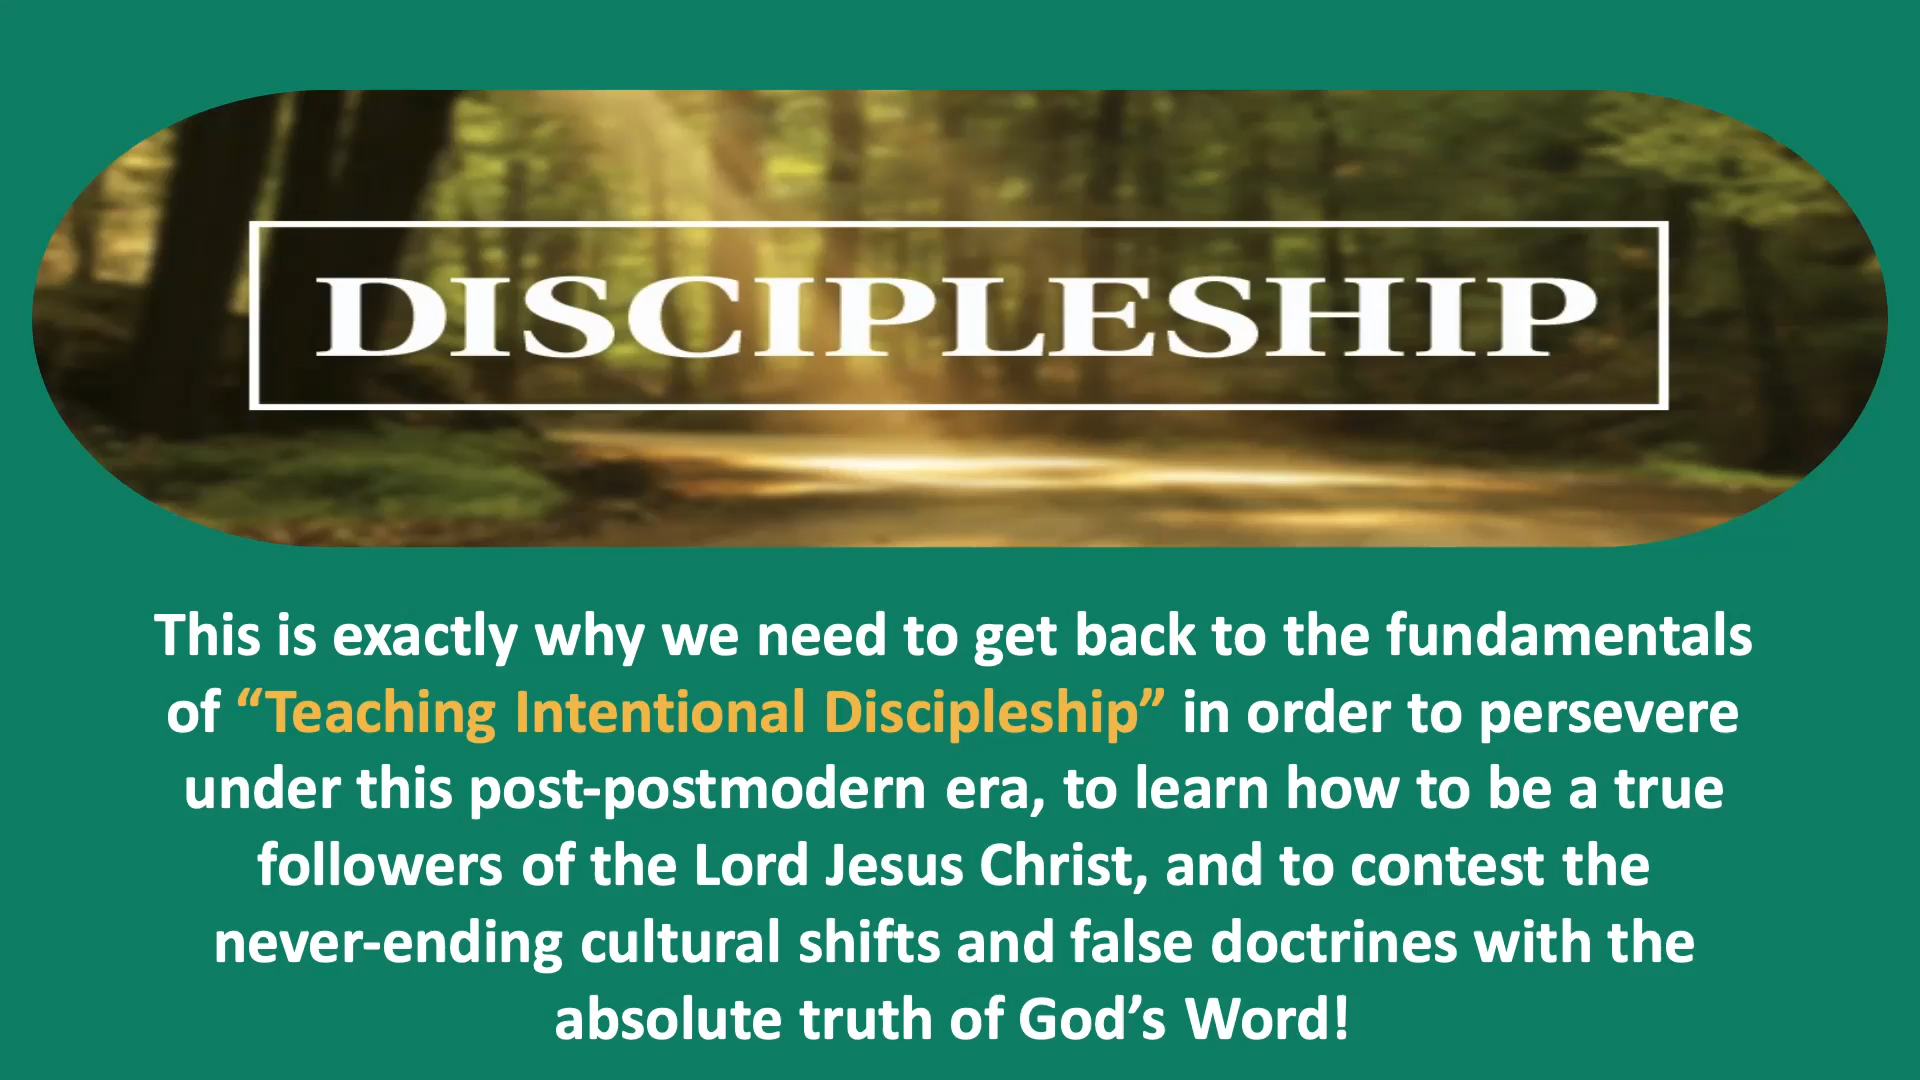 DISCIPLESHIP
This is exactly why we need to get back to the fundamentals
of “Teaching Intentional Discipleship” in order to persevere
under this post-postmodern era, to learn how to be a true
followers of the Lord Jesus Christ, and to contest the
never-ending cultural shifts and false doctrines with the
absolute truth of God’s Word!